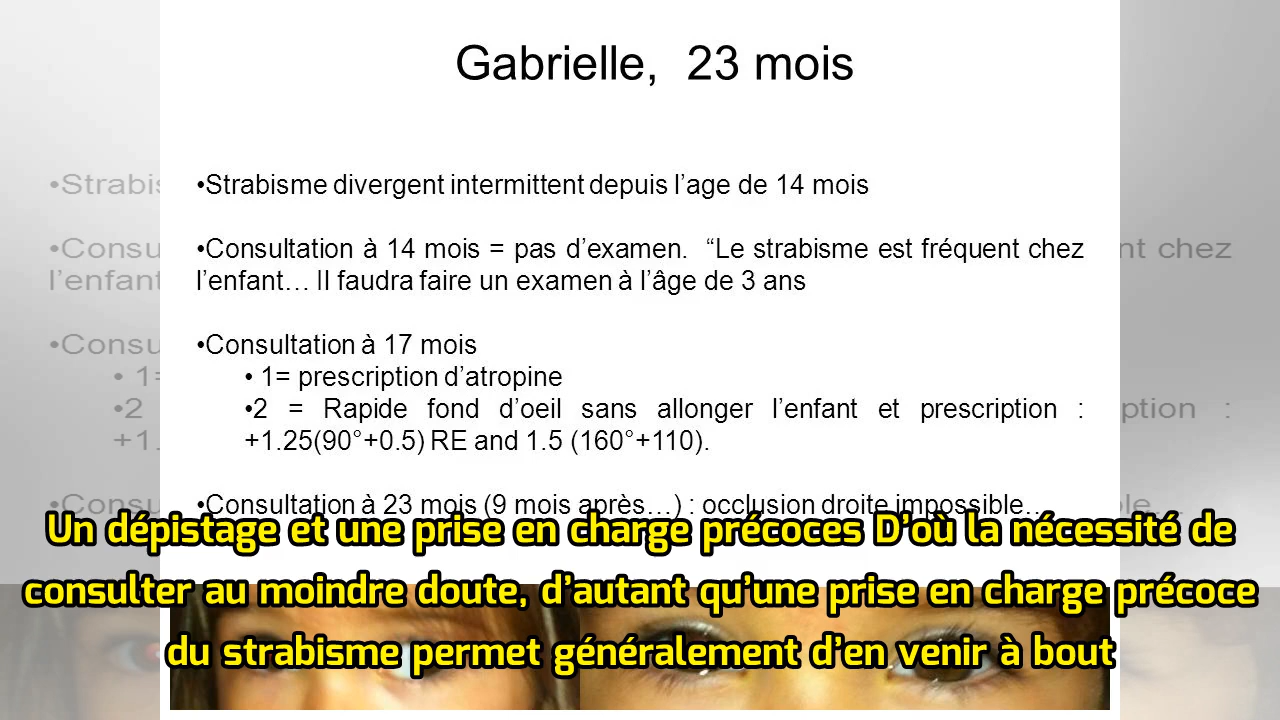 Gabrielle, 23 mois
•Strabisme divergent intermittent depuis l’age de 14 mois
•Consultation à 14 mois = pas d’examen. “Le strabisme est fréquent chez
l’enfant… Il faudra faire un examen à l’âge de 3 ans
•Consultation à 17 mois
• 1= prescription d’atropine
•2 = Rapide fond d’oeil sans allonger l’enfant et prescription :
+1.25(90°+0.5) RE and 1.5 (160°+110).
•Consultation à 23 mois (9 mois après…) : occlusion droite impossible…
Un dépistage et une prise en charge précoces D’où la nécessité de
consulter au moindre doute, d’autant qu’une prise en charge précoce
du strabisme permet généralement d’en venir à bout